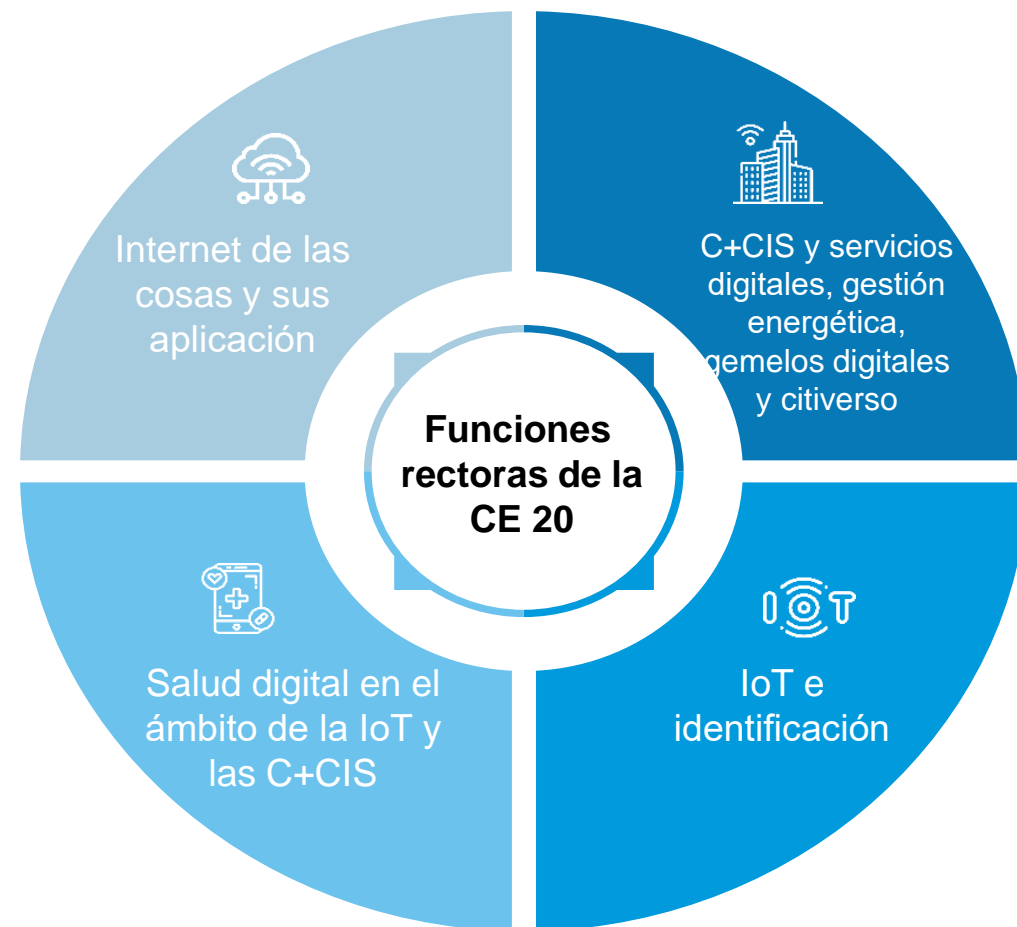 Internet de las
cosas y sus
aplicación
C+CIS y servicios
digitales, gestión
energética,
gemelos digitales
y citiverso
Funciones
rectoras de la
CE 20
Salud digital en el
ámbito de la IoT y
las C+CIS
IOT
IoT e
identificación